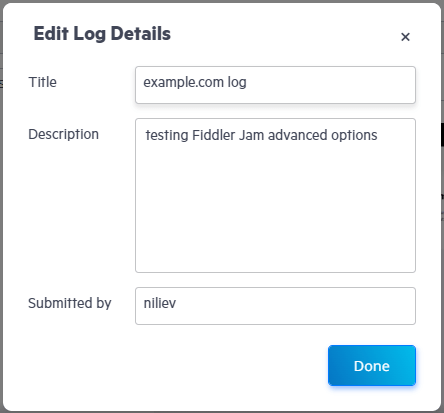 Edit Log Details
×
Title
example.com log
Description
testing Fiddler Jam advanced options
Submitted by
niliev
Done